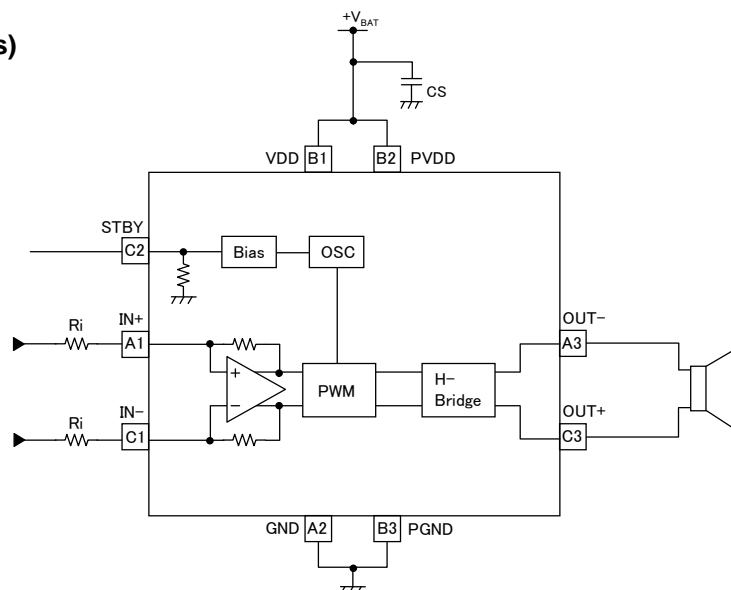 s)
+VBAT
CS
VDD B1 B2 PVDD
STBY
C2 Bias OSC
Ri IN+ OUT-
A1 A3
+
PWM H-
Bridge
-
Ri IN- OUT+
C1 C3
GND A2 B3 PGND